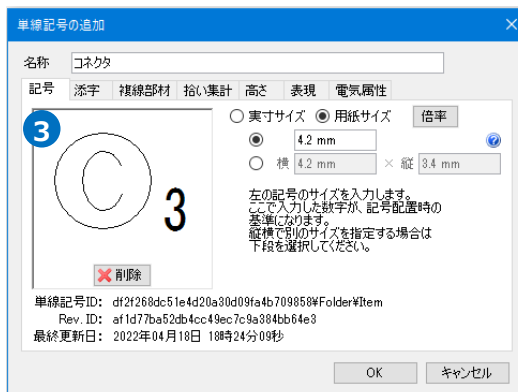 単線記号の追加
名称 コネクタ
記号 添字 複線部材 拾い集計 高さ 表現 電気属性
3
C 3
実寸サイズ 用紙サイズ 倍率
4.2 mm
横 4.2 mm × 縦 3.4 mm
左の記号のサイズを入力します。
ここで入力した数字が、記号配置時の
基準になります。
縦横で別のサイズを指定する場合は
下段を選択してください。
削除
単線記号ID: df2f268dc51e4d20a30d09fa4b709858¥Folder¥Item
Rev. ID: af1d77ba52db4cc49ec7c9a384bb64e3
最終更新日: 2022年04月18日 18時24分09秒
OK キャンセル